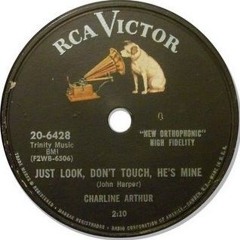 RCA VICTOR
20-6428
Trinity Music
BMI
(F2WB-6506)
"NEW ORTHOPHONIC"
HIGH FIDELITY
JUST LOOK, DON'T TOUCH, HE'S MINE
(John Harper)
CHARLINE ARTHUR
2:10